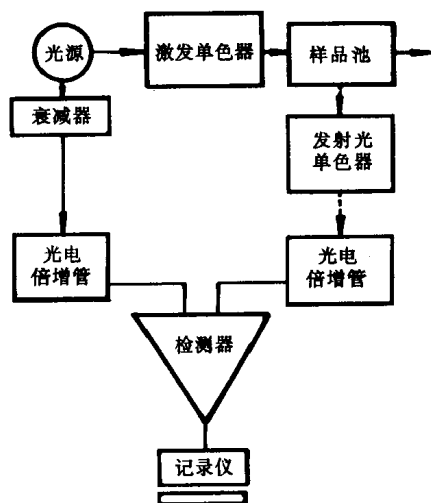 光源
激发单色器
样品池
衰减器
发射光
单色器
光电
倍增管
光电
倍增管
检测器
记录仪